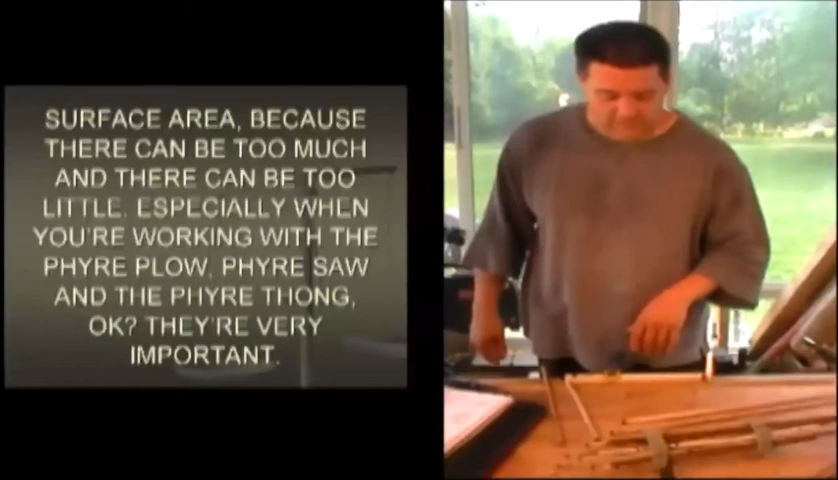 SURFACE AREA, BECAUSE
THERE CAN BE TOO MUCH
AND THERE CAN BE TOO
LITTLE. ESPECIALLY WHEN
YOU'RE WORKING WITH THE
PHYRE PLOW, PHYRE SAW
AND THE PHYRE THONG,
OK? THEY'RE VERY
IMPORTANT.